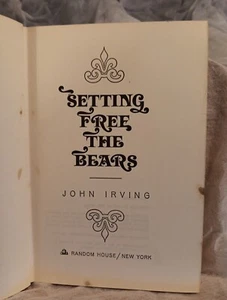 SETTING
FREE
THE
BEARS
JOHN IRVING
RANDOM HOUSE/NEW YORK